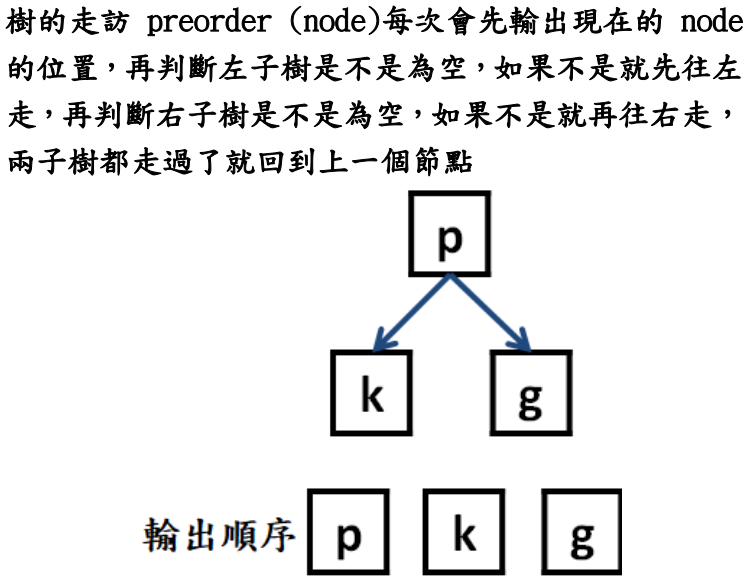 樹的走訪 preorder (node)每次會先輸出現在的 node
的位置，再判斷左子樹是不是為空，如果不是就先往左
走，再判斷右子樹是不是為空，如果不是就再往右走，
兩子樹都走過了就回到上一個節點
p
k g
輸出順序 p k g